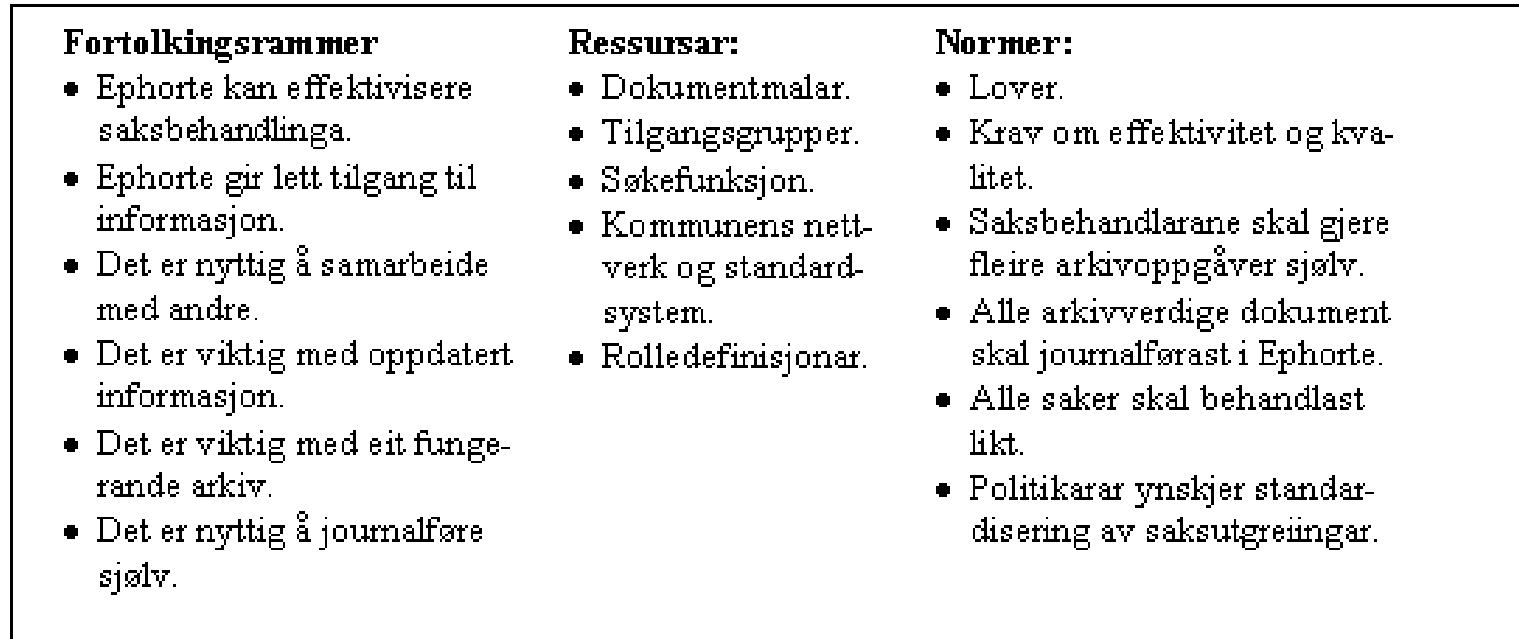 Fortolkingsrammer
• Ephorte kan effektivisere
saksbehandlinga.
• Ephorte gir lett tilgang til
informasjon.
• Det er nyttig å samarbeide
med andre.
• Det er viktig med oppdatert
informasjon.
• Det er viktig med eit funge-
rande arkiv.
• Det er nyttig å journalføre
sjølv.
Ressursar:
• Dokumentmalar.
• Tilgangsgrupper.
• Søkefunksjon.
• Kommunens nett-
verk og standard-
system.
• Rolledefinisjonar.
Normer:
• Lover.
• Krav om effektivitet og kva-
litet.
• Saksbehandlarane skal gjere
fleire arkivoppgåver sjølv.
• Alle arkivverdige dokument
skal journalførast i Ephorte.
• Alle saker skal behandlast
likt.
• Politikarar ynskjer standar-
disering av saksutgreiingar.